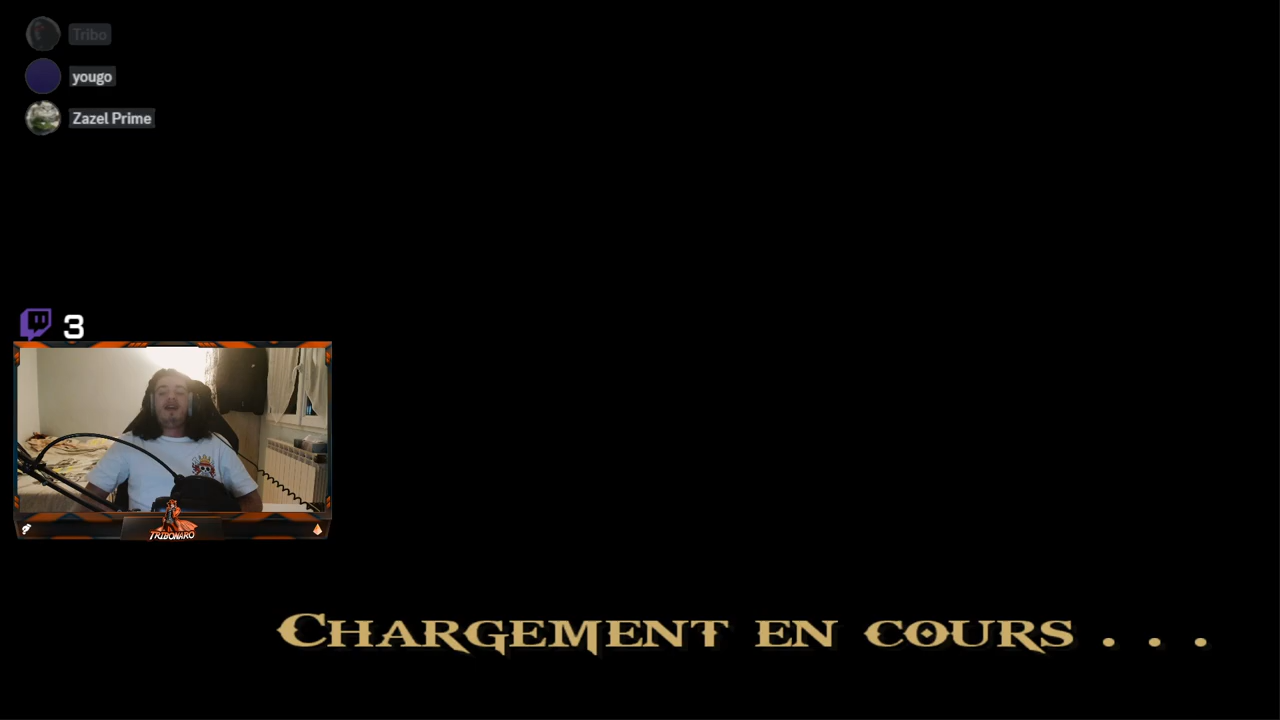 Tribo
yougo
Zazel Prime
3
TRIBONARO
CHARGEMENT EN COURS . . .